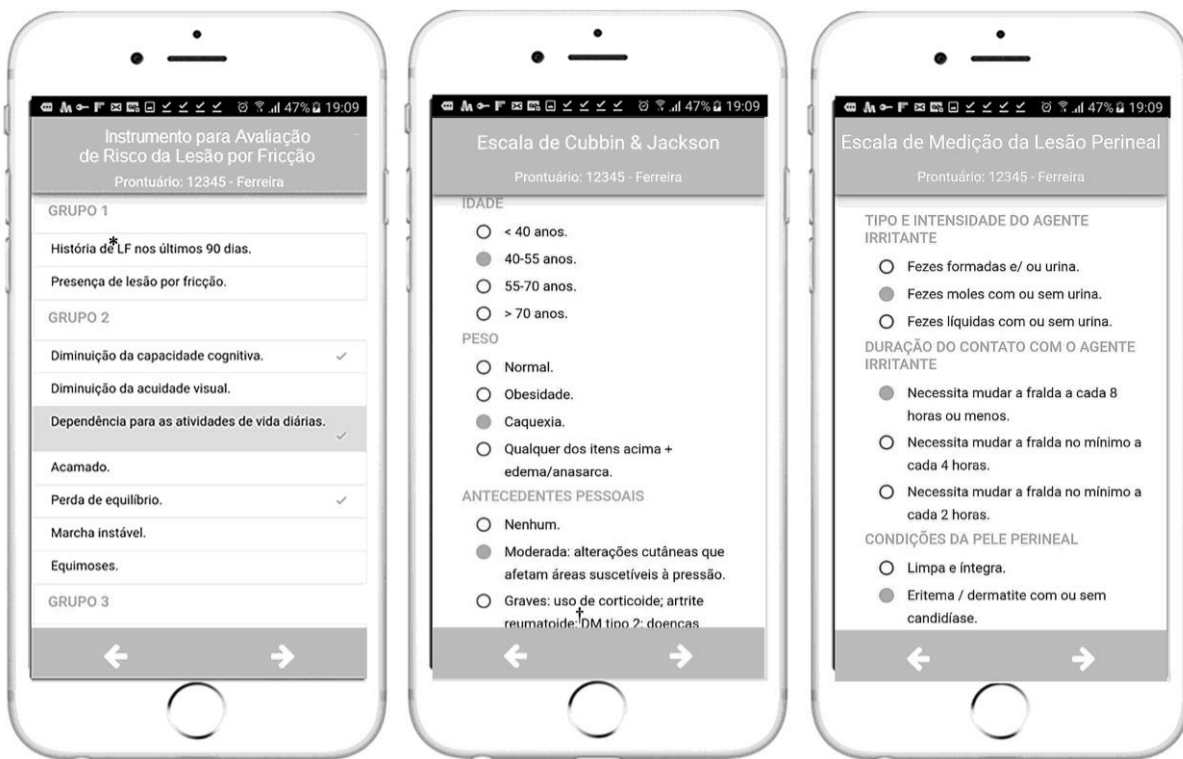 47% 19:09
Instrumento para Avaliação
de Risco da Lesão por Fricção
Prontuário: 12345 - Ferreira
GRUPO 1
História de* LF nos últimos 90 dias.
Presença de lesão por fricção.
GRUPO 2
Diminuição da capacidade cognitiva.
Diminuição da acuidade visual.
Dependência para as atividades de vida diárias.
Acamado.
Perda de equilíbrio.
Marcha instável.
Equimoses.
GRUPO 3
47% 19:09
Escala de Cubbin & Jackson
Prontuário: 12345 - Ferreira
IDADE
< 40 anos.
40-55 anos.
55-70 anos.
> 70 anos.
PESO
Normal.
Obesidade.
Caquexia.
Qualquer dos itens acima +
edema/anasarca.
ANTECEDENTES PESSOAIS
Nenhum.
Moderada: alterações cutâneas que
afetam áreas suscetíveis à pressão.
Graves: uso de corticoide; artrite
reumatoide; †DM tipo 2; doenças
47% 19:09
Escala de Medição da Lesão Perineal
Prontuário: 12345 - Ferreira
TIPO E INTENSIDADE DO AGENTE
IRRITANTE
Fezes formadas e/ ou urina.
Fezes moles com ou sem urina.
Fezes líquidas com ou sem urina.
DURAÇÃO DO CONTATO COM O AGENTE
IRRITANTE
Necessita mudar a fralda a cada 8
horas ou menos.
Necessita mudar a fralda no mínimo a
cada 4 horas.
Necessita mudar a fralda no mínimo a
cada 2 horas.
CONDIÇÕES DA PELE PERINEAL
Limpa e íntegra.
Eritema / dermatite com ou sem
candidíase.